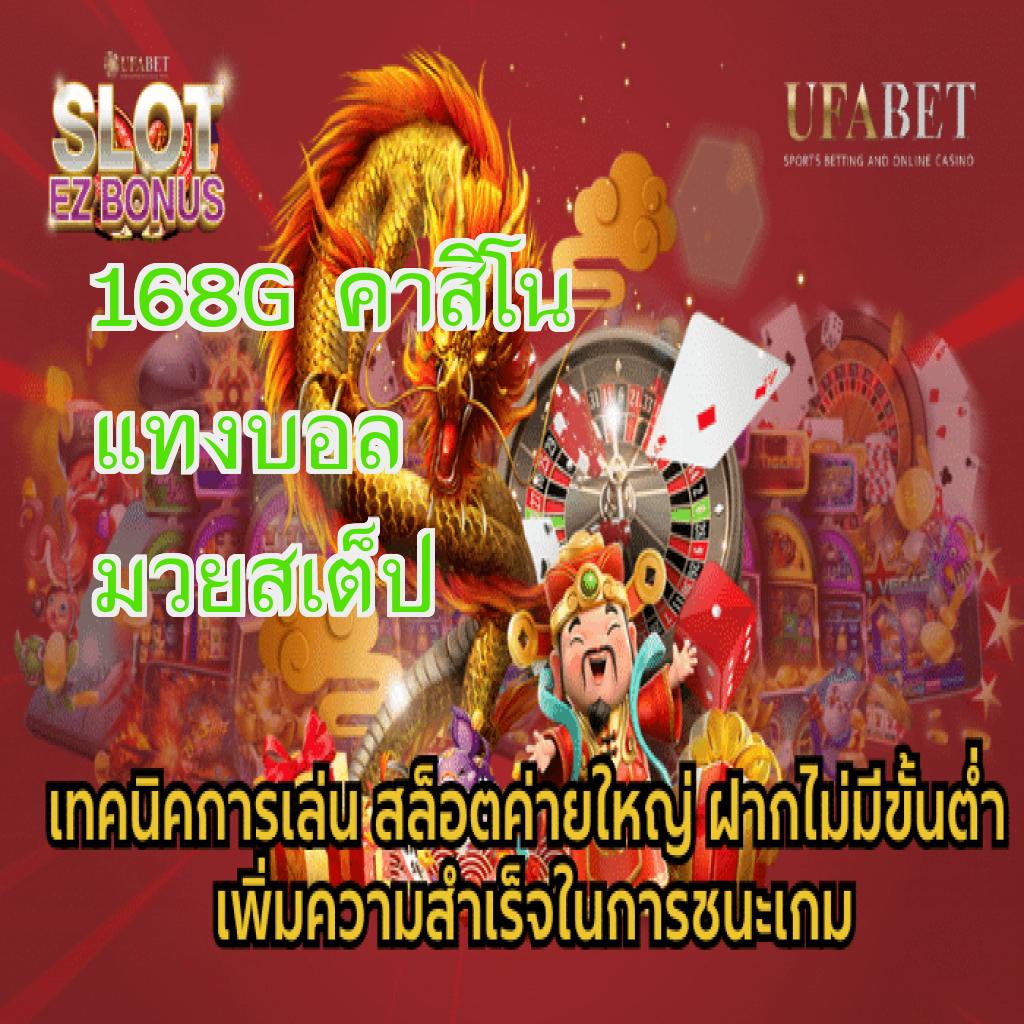 UFABET
SLOT
EZ BONUS
UFABET
SPORTS BETTING AND ONLINE CASINO
168G คาสิโน
แทงบอล
มวยสเต็ป
เทคนิคการเล่น สล็อตค่ายใหญ่ ฝากไม่มีขั้นต่ำ
เพิ่มความสำเร็จในการชนะเกม